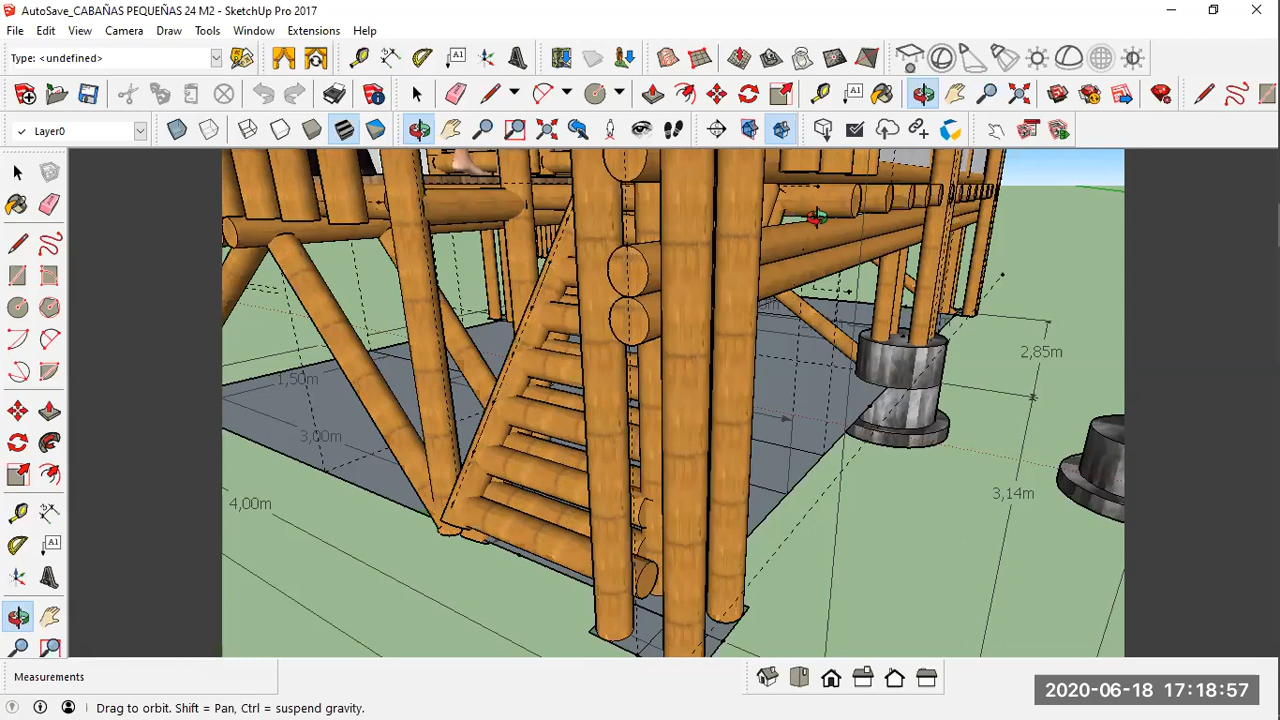 AutoSave_CABAÑAS PEQUEÑAS 24 M2 - SketchUp Pro 2017
File Edit View Camera Draw Tools Window Extensions Help
Type: <undefined>
Layer0
1,50m
3,00m
4,00m
2,85m
3,14m
Measurements
Drag to orbit. Shift = Pan, Ctrl = suspend gravity.
2020-06-18 17:18:57